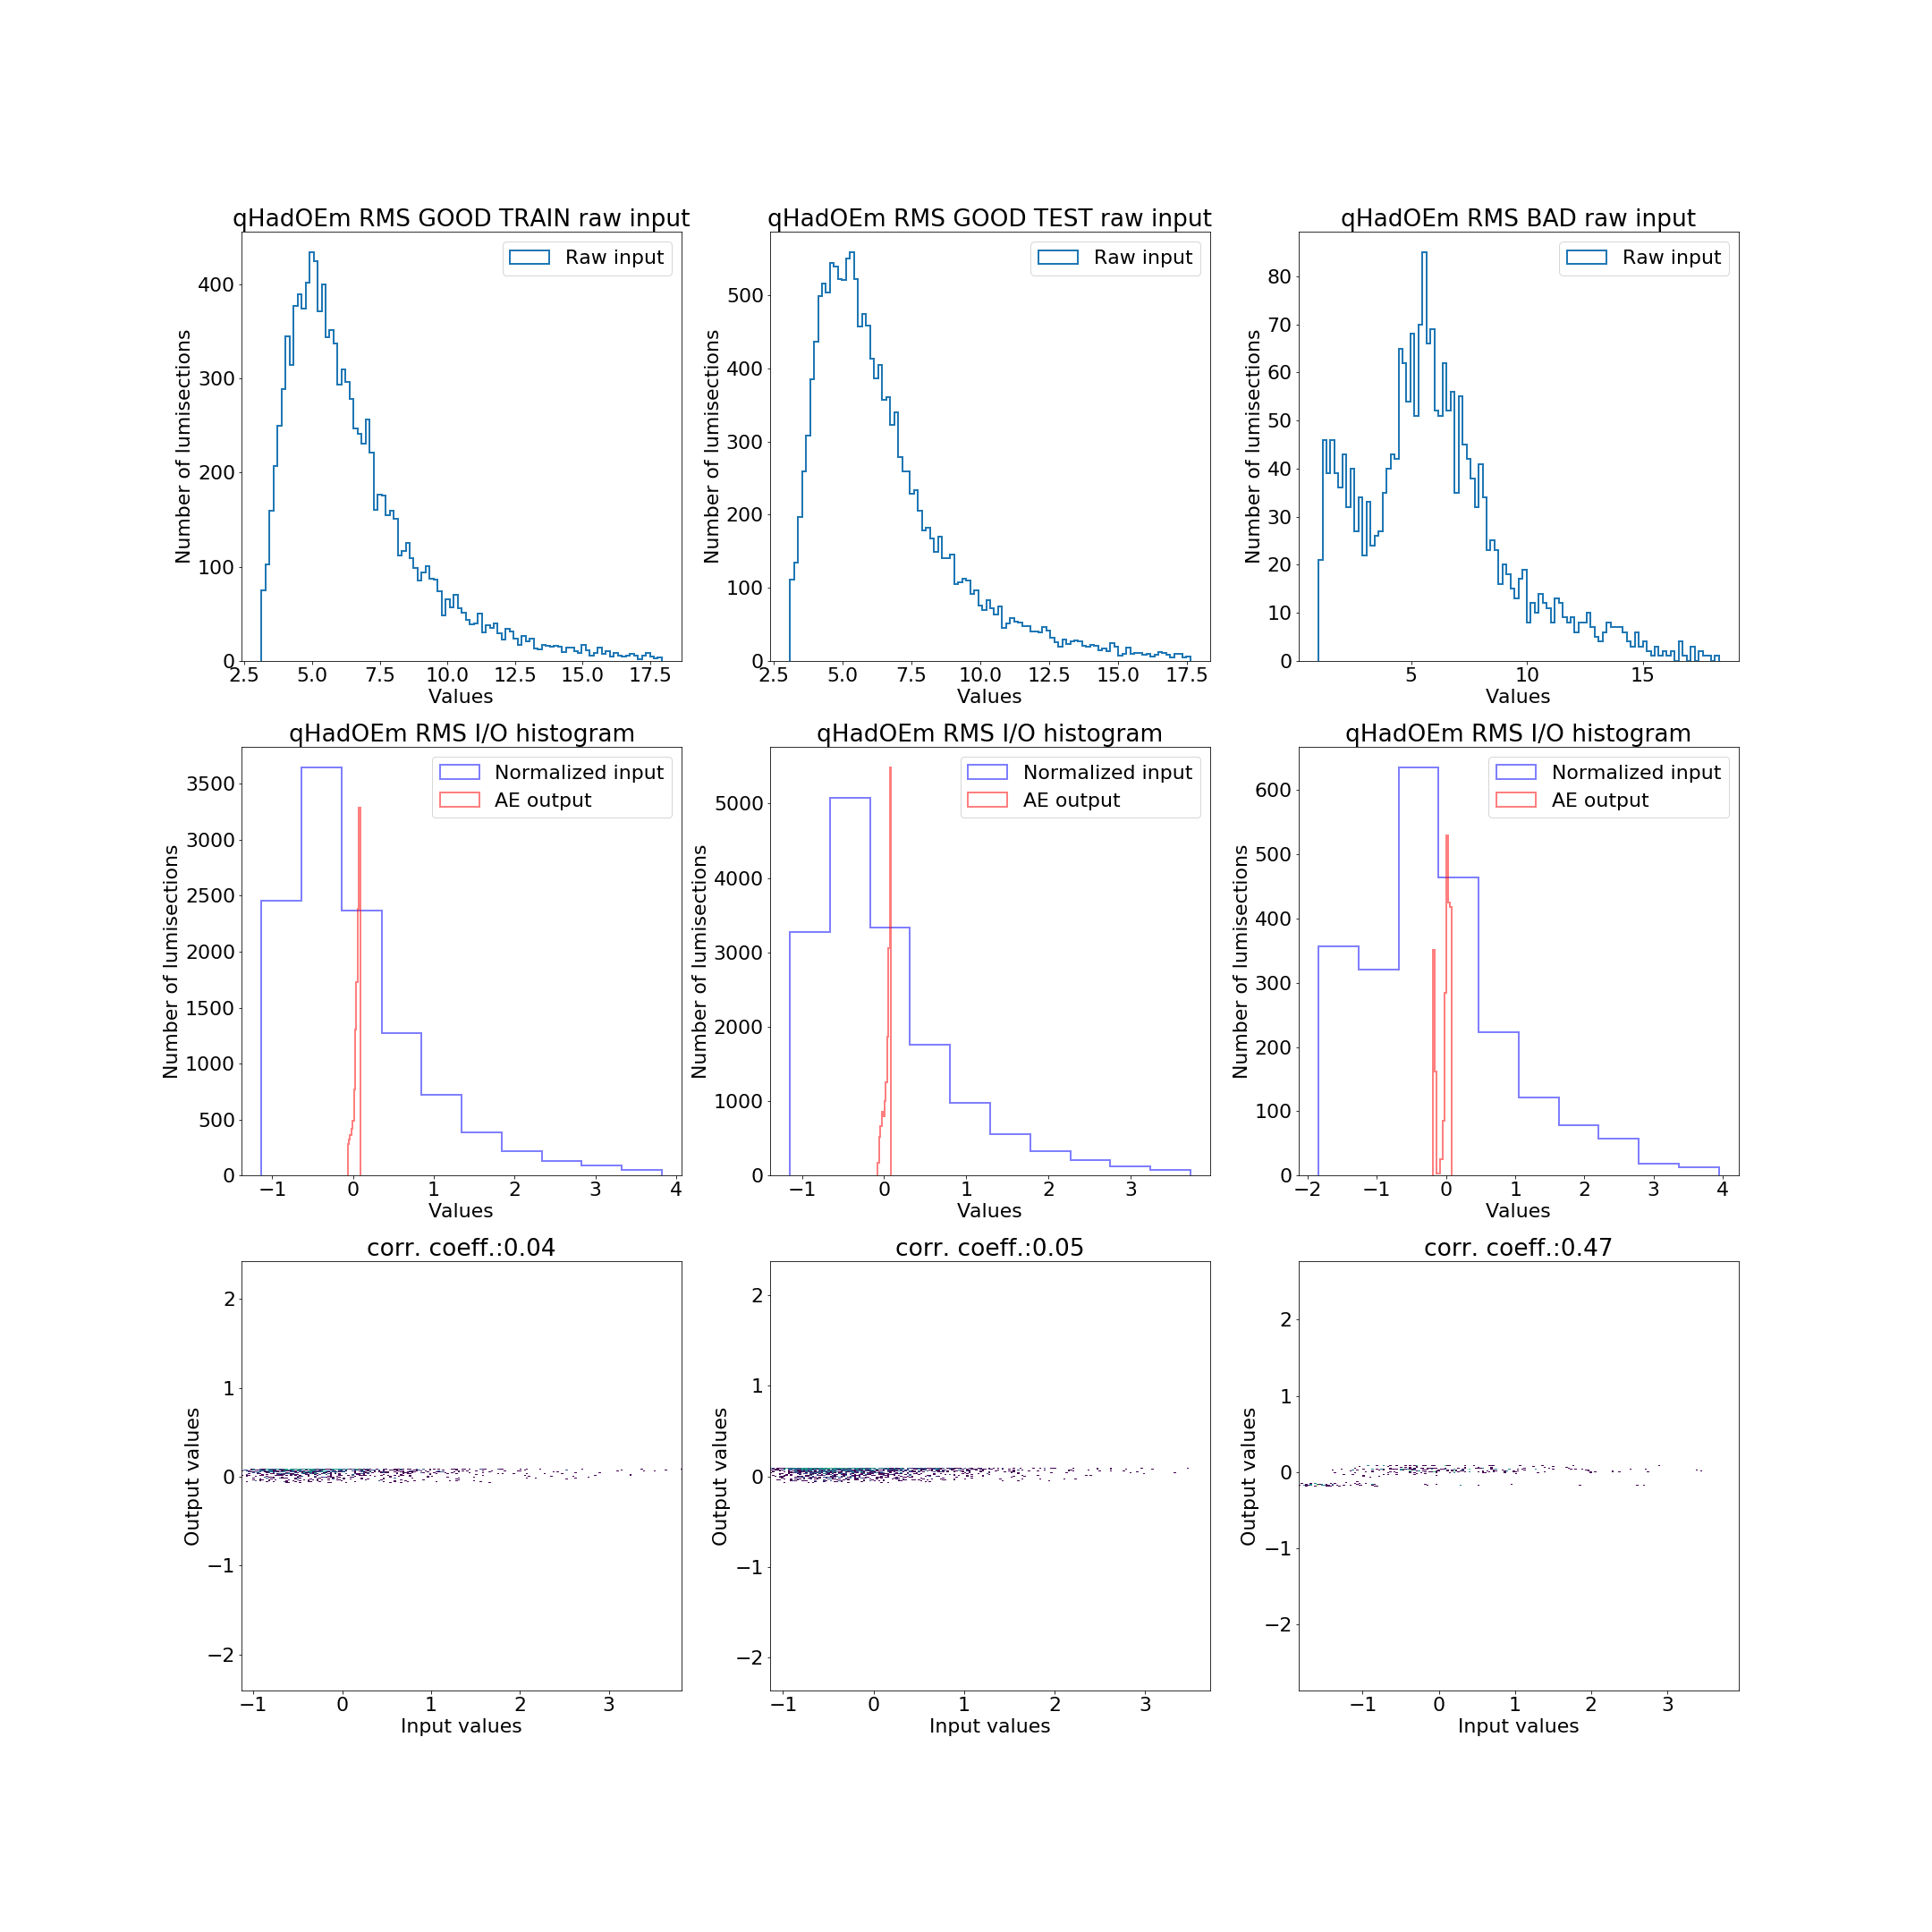 qHadOEm RMS GOOD TRAIN raw input
Number of lumisections
400
300
200
100
0
Raw input
2.5 5.0 7.5 10.0 12.5 15.0 17.5
Values
qHadOEm RMS GOOD TEST raw input
Number of lumisections
500
400
300
200
100
0
Raw input
2.5 5.0 7.5 10.0 12.5 15.0 17.5
Values
qHadOEm RMS BAD raw input
Number of lumisections
80
70
60
50
40
30
20
10
0
Raw input
5 10 15
Values
qHadOEm RMS I/O histogram
Number of lumisections
3500
3000
2500
2000
1500
1000
500
0
Normalized input
AE output
−1 0 1 2 3 4
Values
qHadOEm RMS I/O histogram
Number of lumisections
5000
4000
3000
2000
1000
0
Normalized input
AE output
−1 0 1 2 3
Values
qHadOEm RMS I/O histogram
Number of lumisections
600
500
400
300
200
100
0
Normalized input
AE output
−2 −1 0 1 2 3 4
Values
corr. coeff.:0.04
Output values
2
1
0
−1
−2
−1 0 1 2 3
Input values
corr. coeff.:0.05
Output values
2
1
0
−1
−2
−1 0 1 2 3
Input values
corr. coeff.:0.47
Output values
2
1
0
−1
−2
−1 0 1 2 3
Input values